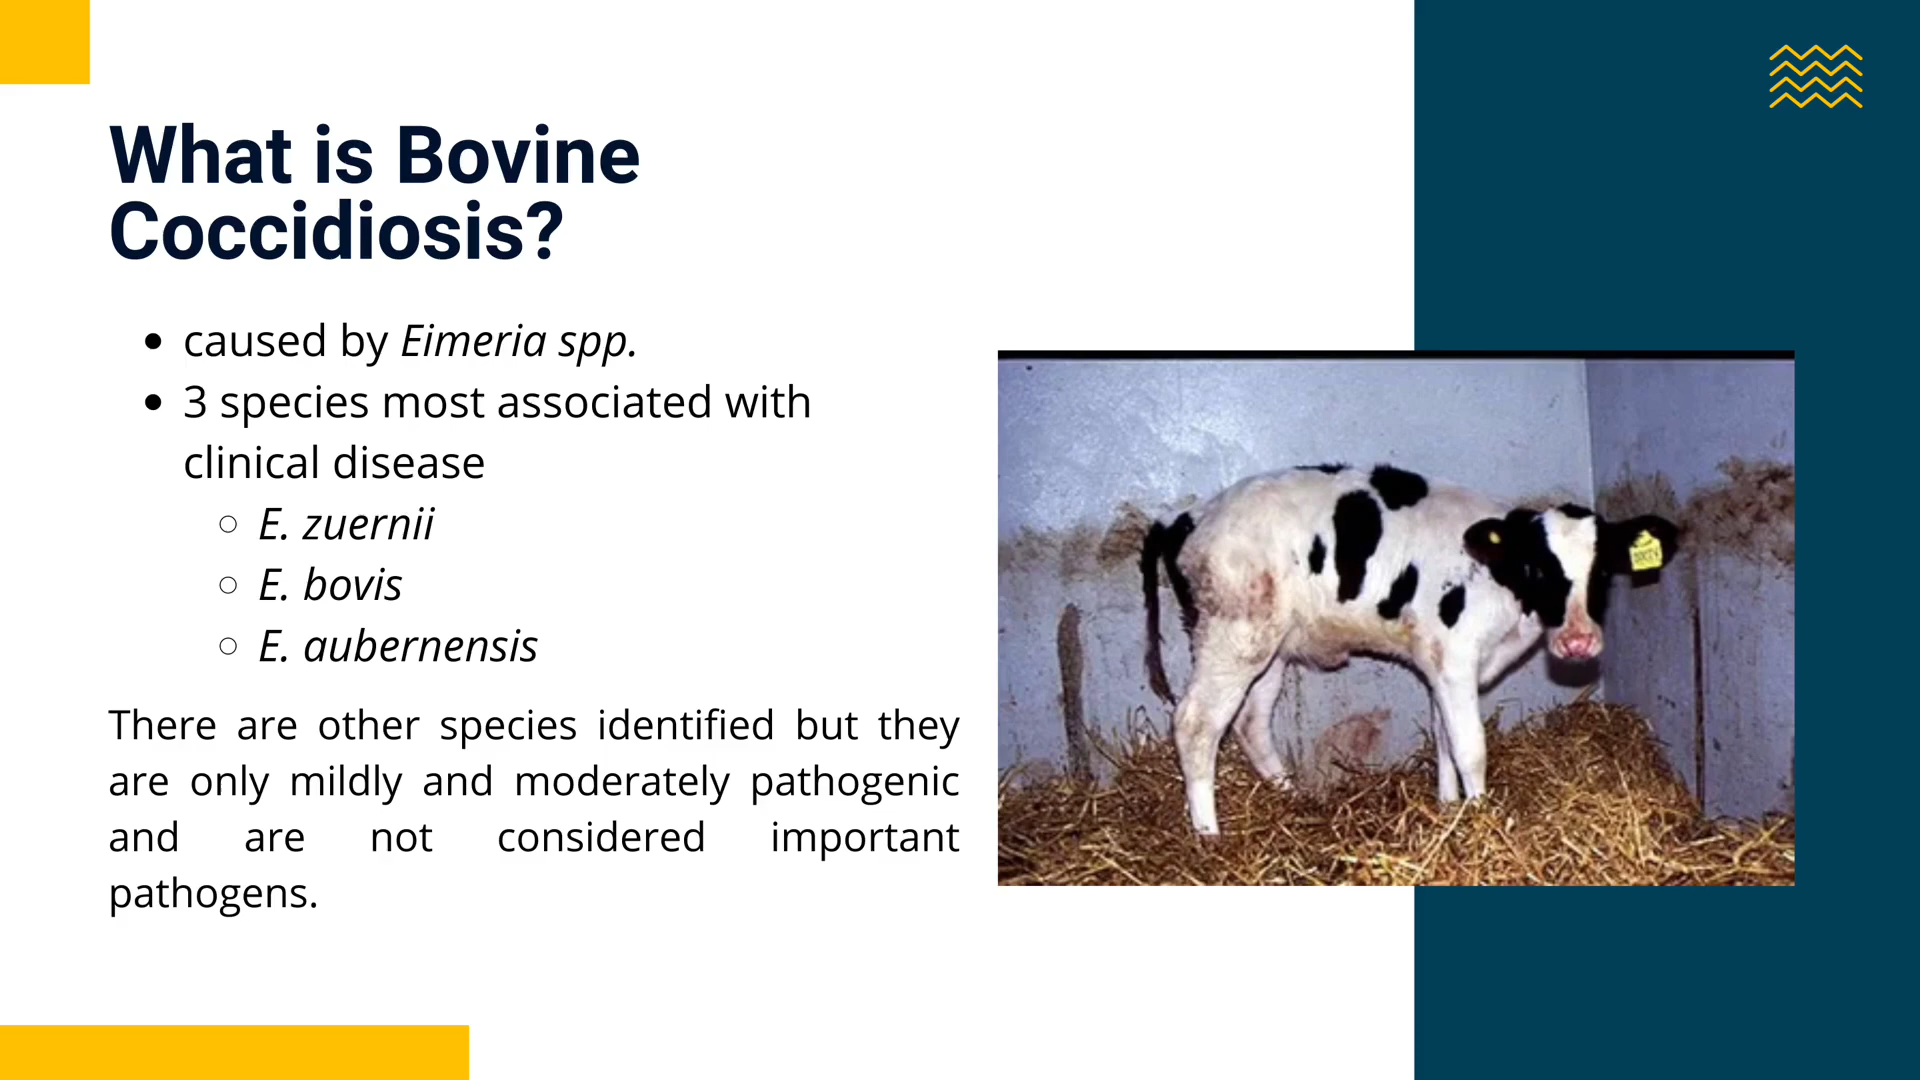 What is Bovine
Coccidiosis?
caused by Eimeria spp.
3 species most associated with
clinical disease
E. zuernii
E. bovis
E. aubernensis
There are other species identified but they
are only mildly and moderately pathogenic
and are not considered important
pathogens.